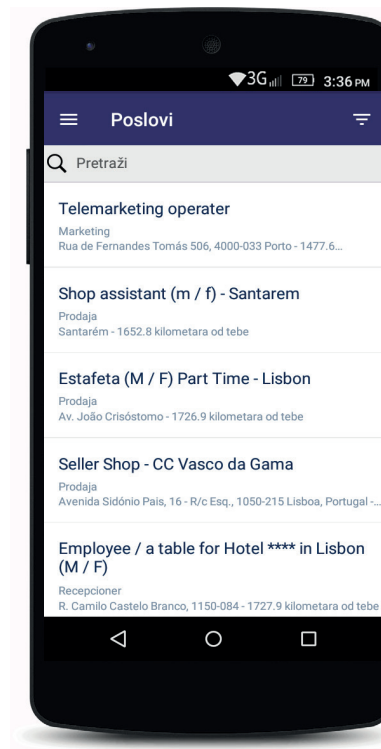 3G 79 3:36 PM
Poslovi
Pretraži
Telemarketing operater
Marketing
Rua de Fernandes Tomás 506, 4000-033 Porto - 1477.6...
Shop assistant (m / f) - Santarem
Prodaja
Santarém - 1652.8 kilometara od tebe
Estafeta (M / F) Part Time - Lisbon
Prodaja
Av. João Crisóstomo - 1726.9 kilometara od tebe
Seller Shop - CC Vasco da Gama
Prodaja
Avenida Sidónio Pais, 16 - R/c Esq., 1050-215 Lisboa, Portugal -...
Employee / a table for Hotel **** in Lisbon
(M / F)
Recepcioner
R. Camilo Castelo Branco, 1150-084 - 1727.9 kilometara od tebe